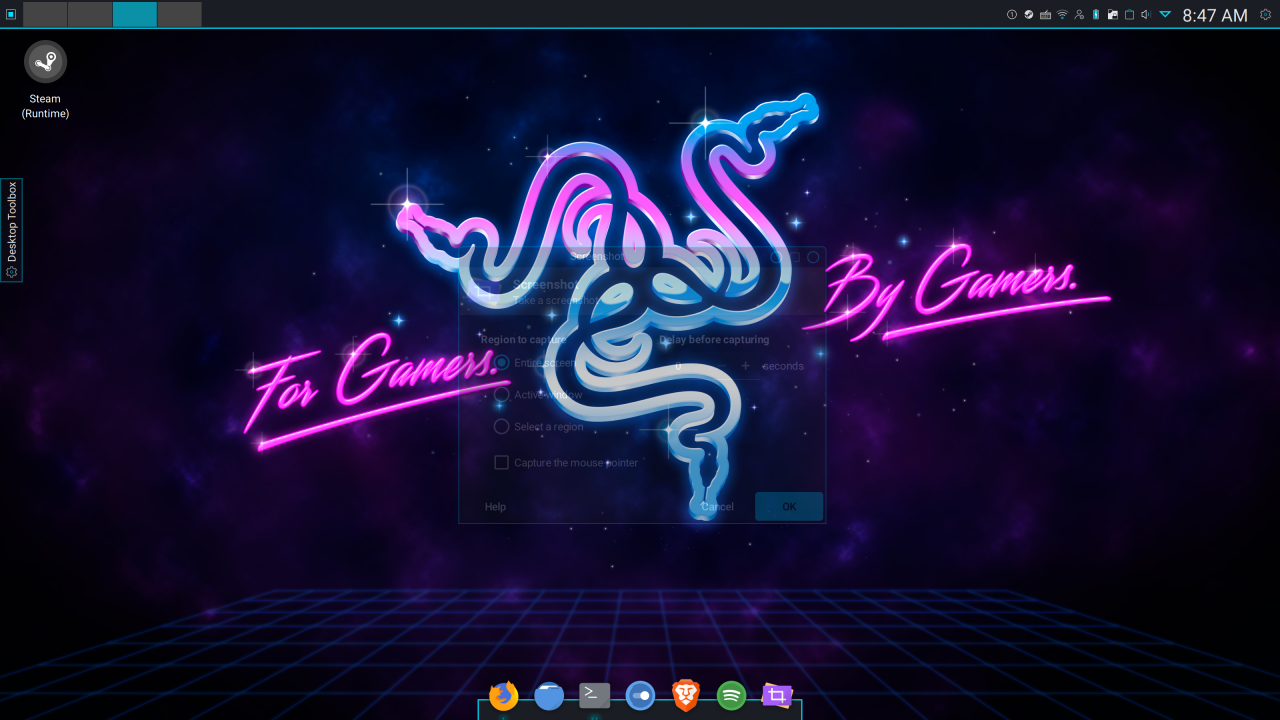 8:47 AM
Steam
(Runtime)
Desktop Toolbox
By Gamers.
For Gamers.
Screenshot
Screenshot
Take a screenshot
Region to capture
Delay before capturing
Entire screen
0
+
seconds
Active window
Select a region
Capture the mouse pointer
Help
Cancel
OK